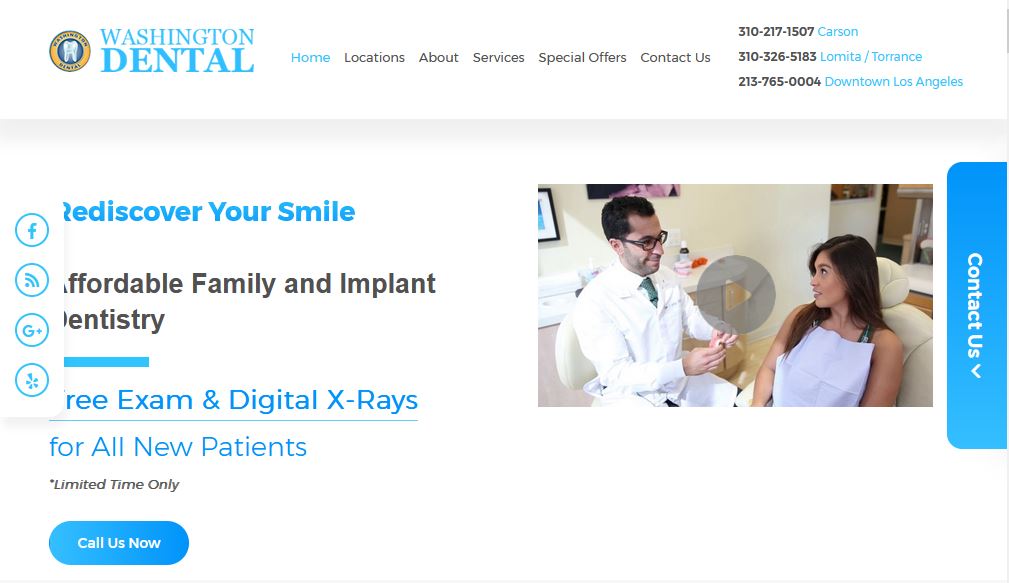 WASHINGTON
DENTAL
Home Locations About Services Special Offers Contact Us
310-217-1507 Carson
310-326-5183 Lomita / Torrance
213-765-0004 Downtown Los Angeles
Rediscover Your Smile
Affordable Family and Implant
Dentistry
Free Exam & Digital X-Rays
for All New Patients
*Limited Time Only
Call Us Now
Contact Us